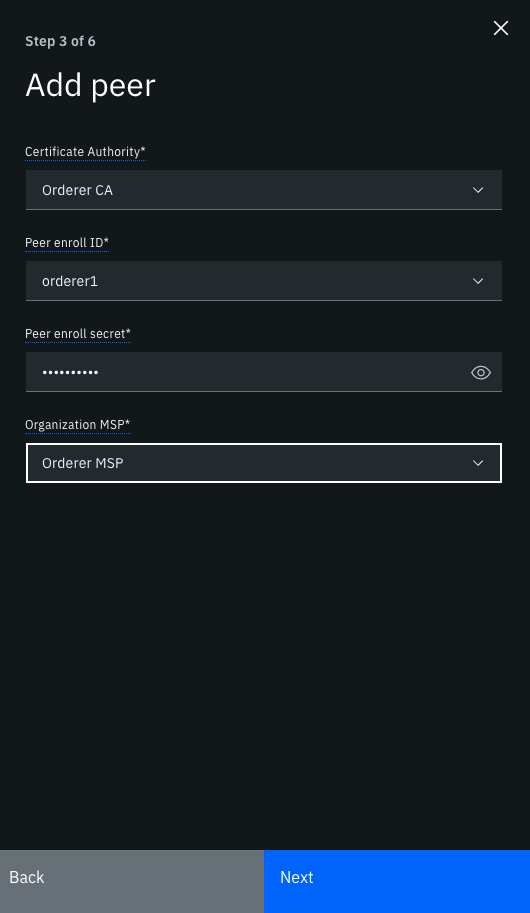 Step 3 of 6
Add peer
Certificate Authority*
Orderer CA
Peer enroll ID*
orderer1
Peer enroll secret*
••••••••••
Organization MSP*
Orderer MSP
Back
Next